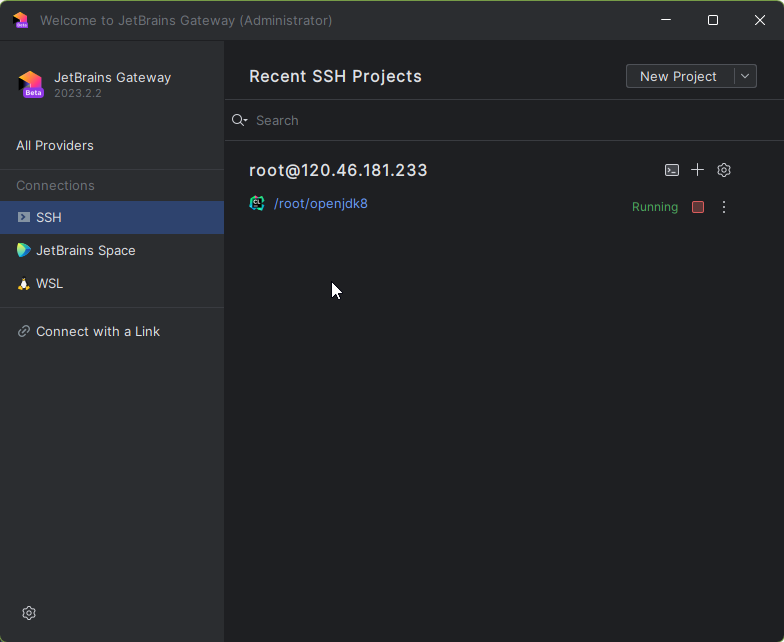 Welcome to JetBrains Gateway (Administrator)
JetBrains Gateway
Beta
2023.2.2
All Providers
Connections
SSH
JetBrains Space
WSL
Connect with a Link
Recent SSH Projects
New Project
Search
root@120.46.181.233
CL
/root/openjdk8
Running